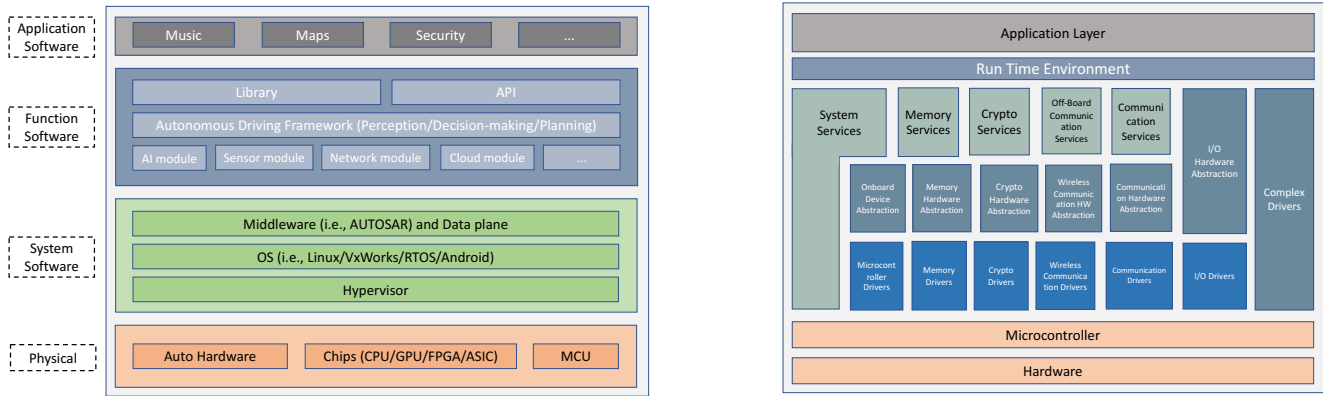 Application
Software
Music
Maps
Security
...
Function
Software
Library
API
Autonomous Driving Framework (Perception/Decision-making/Planning)
AI module
Sensor module
Network module
Cloud module
...
System
Software
Middleware (i.e., AUTOSAR) and Data plane
OS (i.e., Linux/VxWorks/RTOS/Android)
Hypervisor
Physical
Auto Hardware
Chips (CPU/GPU/FPGA/ASIC)
MCU
Application Layer
Run Time Environment
System
Services
Memory
Services
Crypto
Services
Off-Board
Communic
ation
Services
Communi
cation
Services
I/O
Hardware
Abstraction
Complex
Drivers
Onboard
Device
Abstraction
Memory
Hardware
Abstraction
Crypto
Hardware
Abstraction
Wireless
Communic
ation HW
Abstraction
Communicati
on Hardware
Abstraction
Microcont
roller
Drivers
Memory
Drivers
Crypto
Drivers
Wireless
Communica
tion Drivers
Communication
Drivers
I/O Drivers
Microcontroller
Hardware